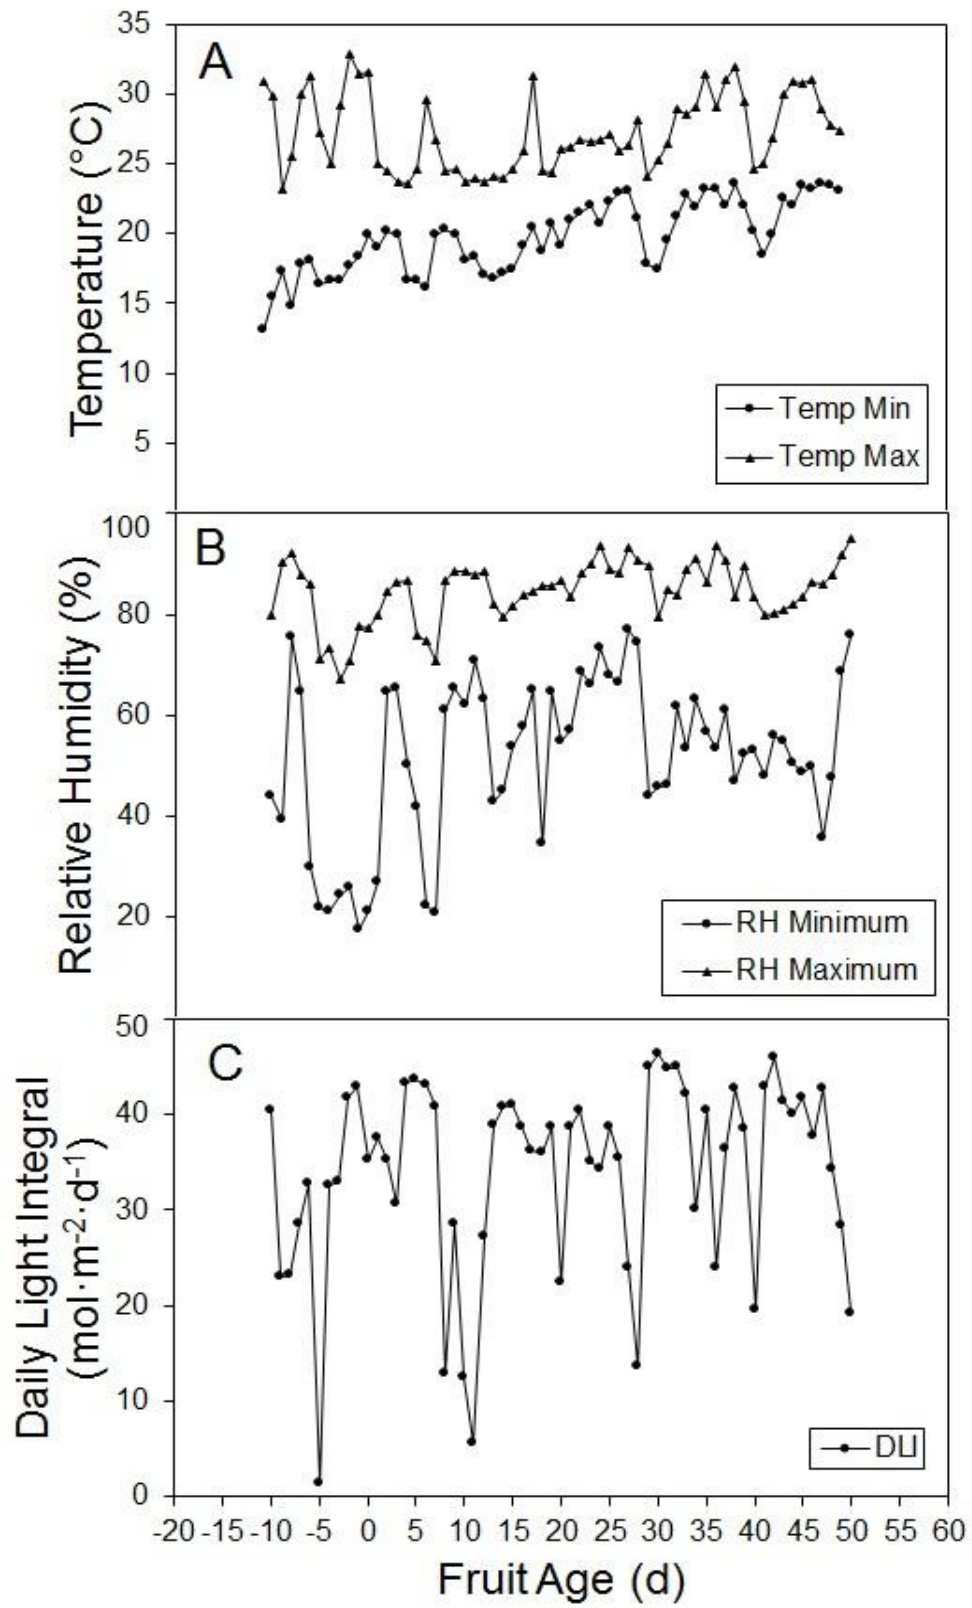 A
35
30
25
20
15
10
5
Temperature (°C)
Temp Min
Temp Max
B
100
80
60
40
20
Relative Humidity (%)
RH Minimum
RH Maximum
C
50
40
30
20
10
0
Daily Light Integral
(mol·m⁻²·d⁻¹)
DLI
-20 -15 -10 -5 0 5 10 15 20 25 30 35 40 45 50 55 60
Fruit Age (d)